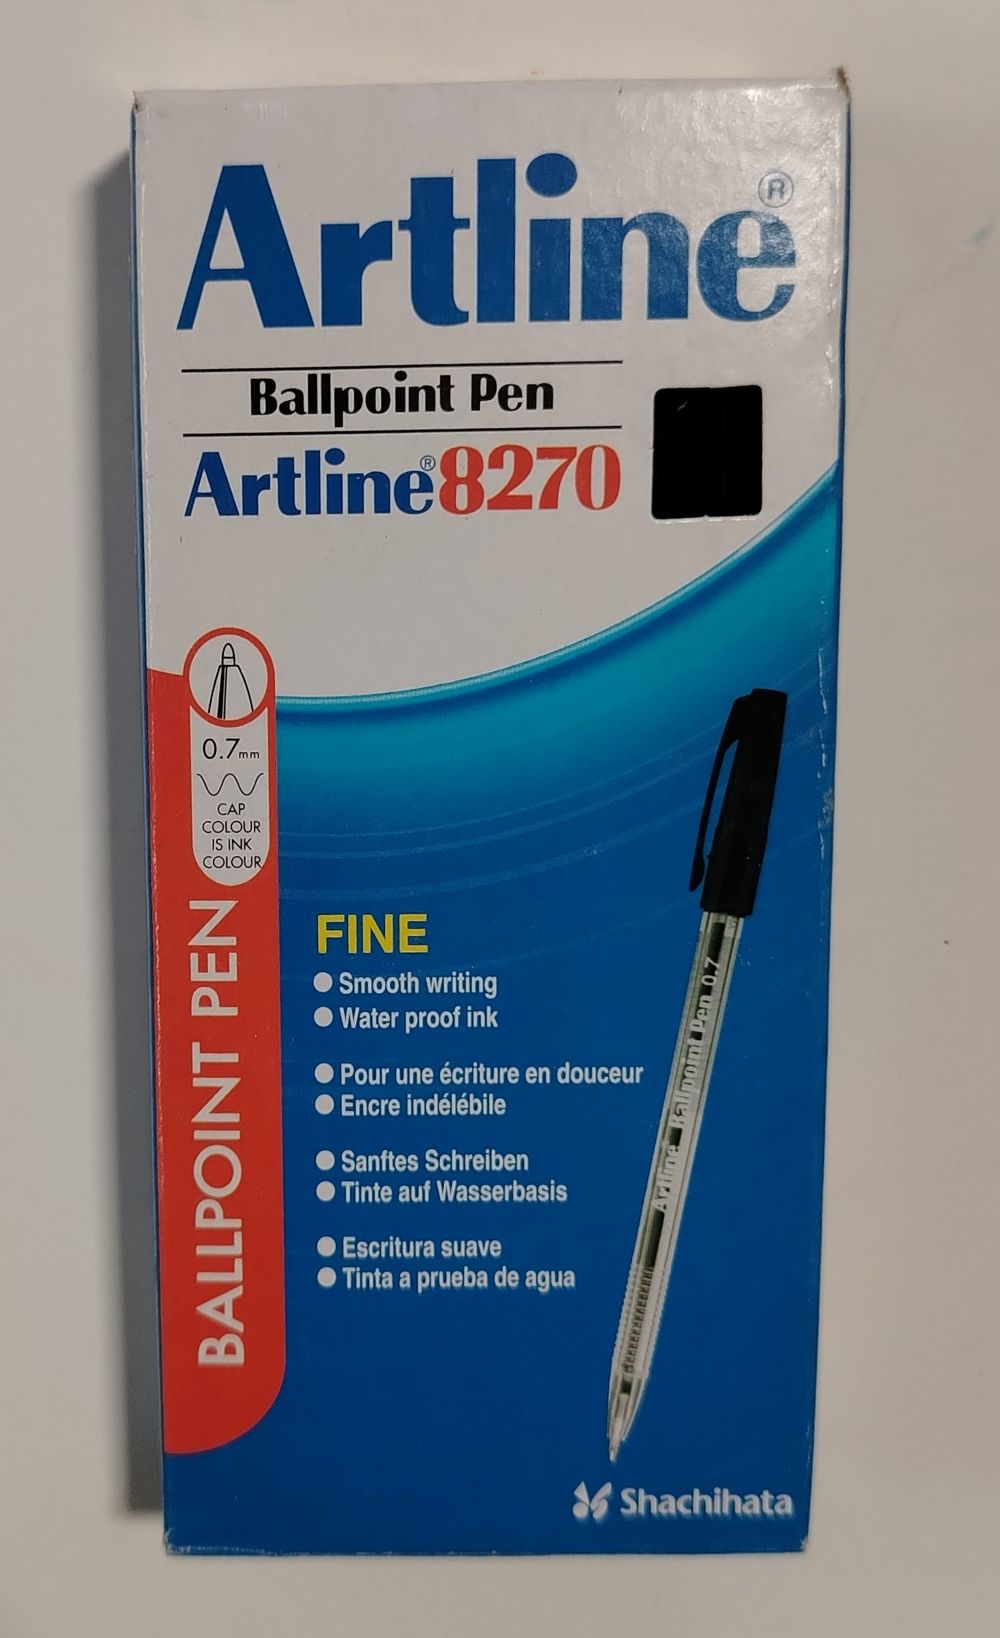 Artline®
Ballpoint Pen
Artline®8270
0.7mm
CAP
COLOUR
IS INK
COLOUR
BALLPOINT PEN
FINE
● Smooth writing
● Water proof ink
● Pour une écriture en douceur
● Encre indélébile
● Sanftes Schreiben
● Tinte auf Wasserbasis
● Escritura suave
● Tinta a prueba de agua
Artline Ballpoint Pen 0.7
Shachihata